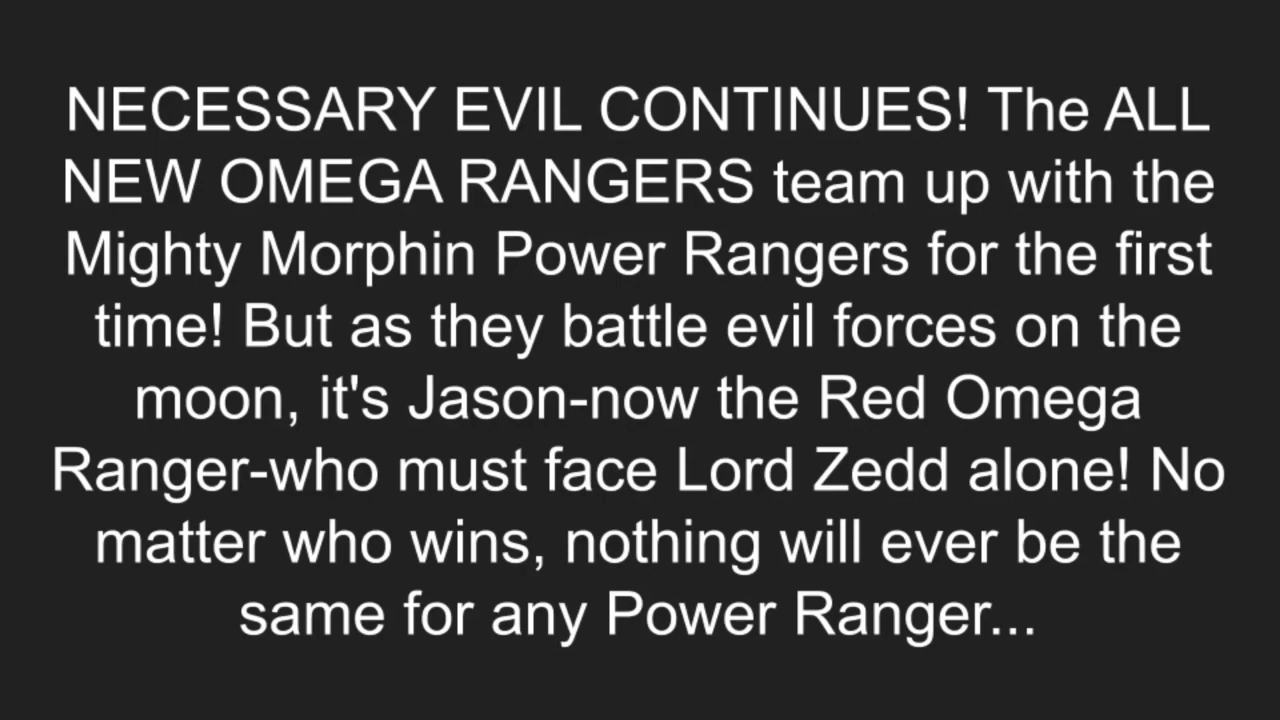 NECESSARY EVIL CONTINUES! The ALL
NEW OMEGA RANGERS team up with the
Mighty Morphin Power Rangers for the first
time! But as they battle evil forces on the
moon, it's Jason-now the Red Omega
Ranger-who must face Lord Zedd alone! No
matter who wins, nothing will ever be the
same for any Power Ranger...